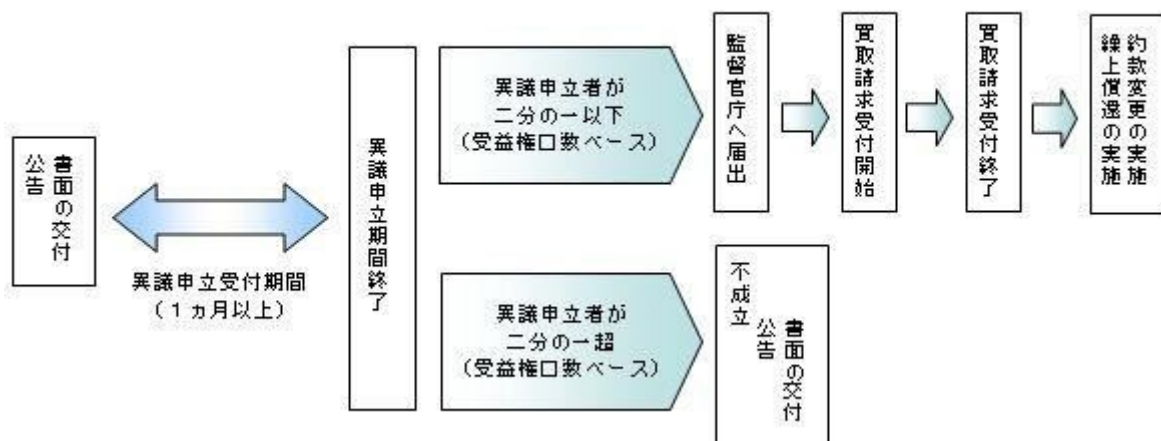 書面の交付
公告
異議申立受付期間
（１ヵ月以上）
異議申立期間終了
異議申立者が
二分の一以下
（受益権口数ベース）
監督官庁へ届出
買取請求受付開始
買取請求受付終了
約款変更の実施
繰上償還の実施
異議申立者が
二分の一超
（受益権口数ベース）
不成立
書面の交付
公告